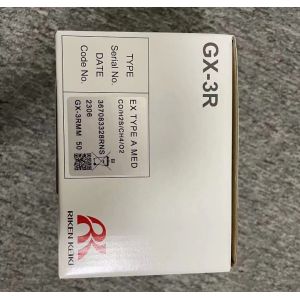 GX-3R
TYPE
Serial No.
DATE
Code No.
EX TYPE A MED
CO/H2S/CH4/O2
367083328RNS
2306
GX-3RMM 50
RIKEN KEIKI